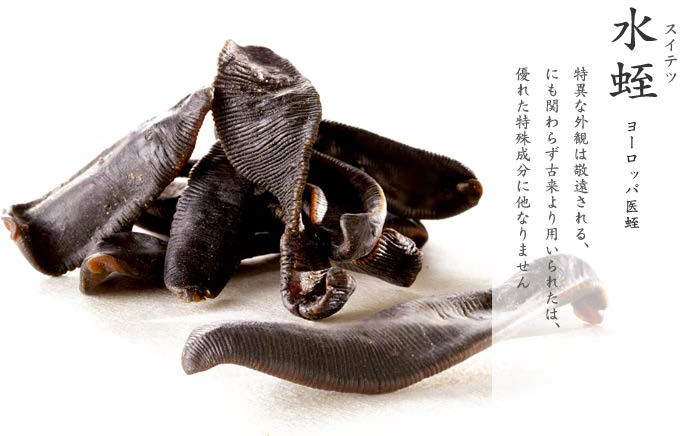 スイテツ
水蛭
ヨーロッパ医蛭
特異な外観は敬遠される、
にも関わらず古来より用いられたは、
優れた特殊成分に他なりません